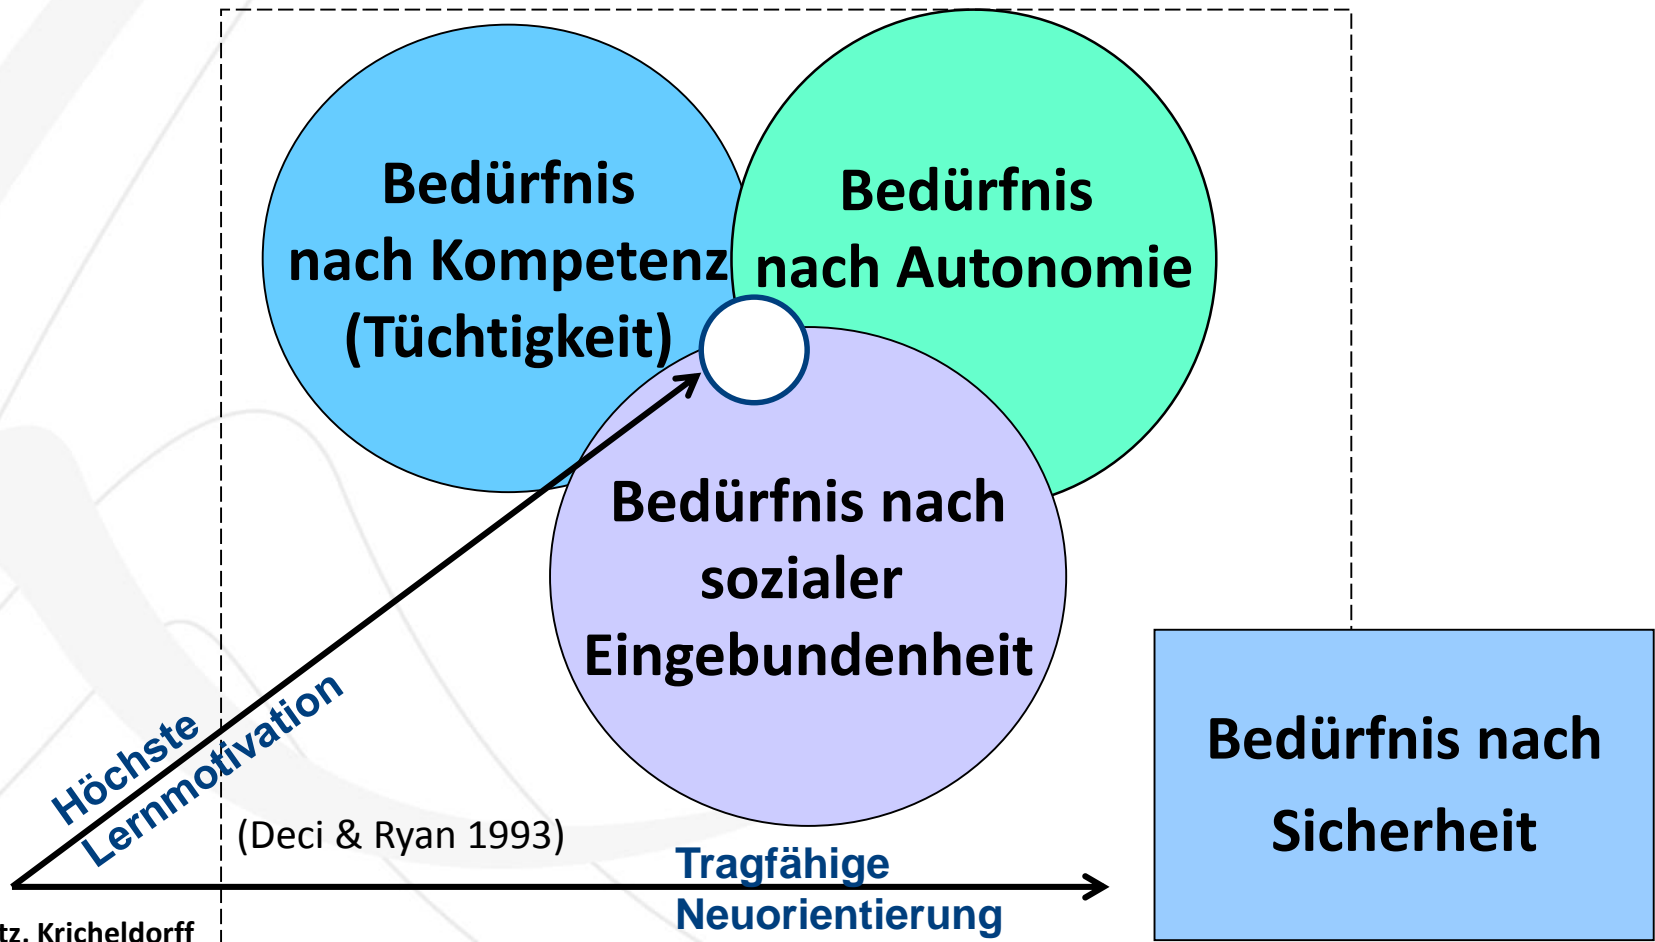 Bedürfnis
nach Kompetenz
(Tüchtigkeit)
Bedürfnis
nach Autonomie
Bedürfnis nach
sozialer
Eingebundenheit
Höchste
Lernmotivation
(Deci & Ryan 1993)
Tragfähige
Neuorientierung
Bedürfnis nach
Sicherheit
Kricheldorff